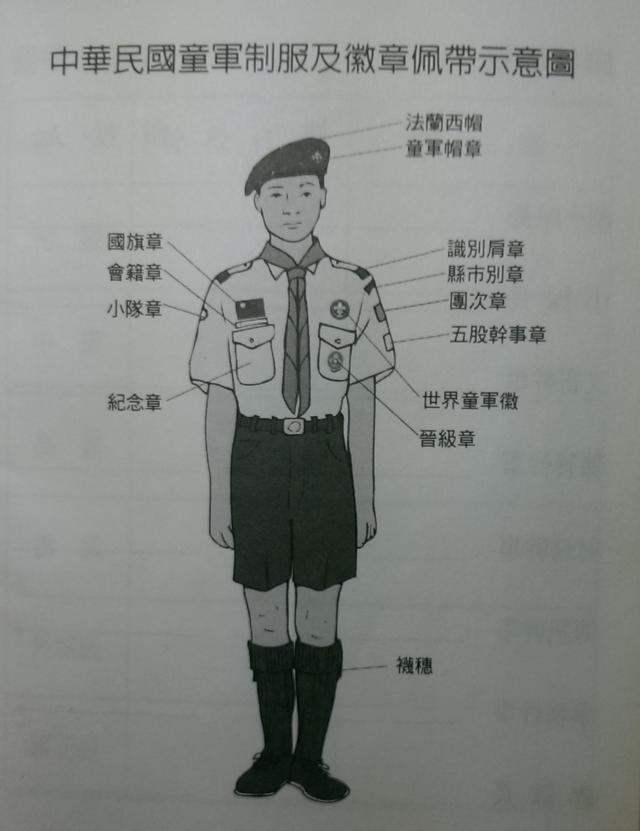 中華民國童軍制服及徽章佩帶示意圖
法蘭西帽
童軍帽章
國旗章
會籍章
小隊章
紀念章
識別肩章
縣市別章
團次章
五股幹事章
世界童軍徽
晉級章
襪穗